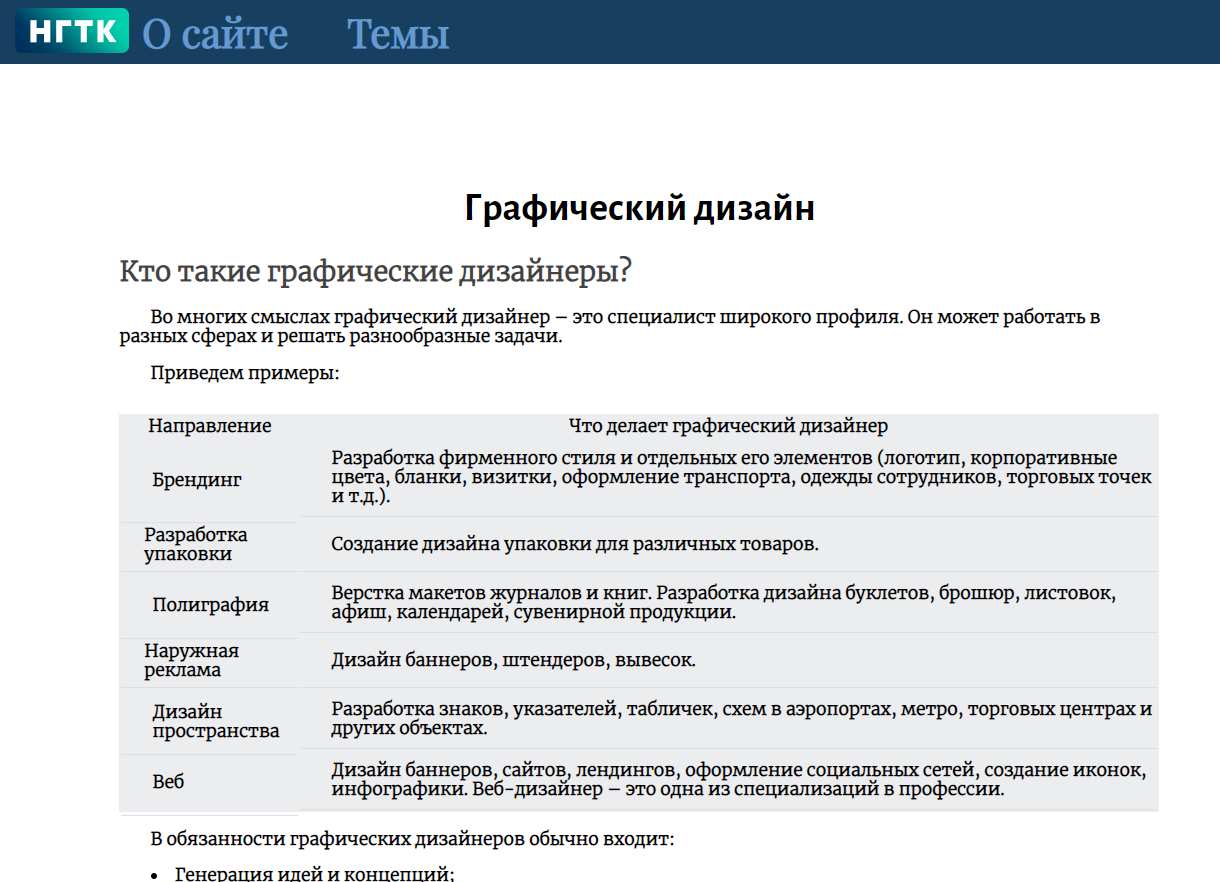 НГТК О сайте Темы
Графический дизайн
Кто такие графические дизайнеры?
Во многих смыслах графический дизайнер – это специалист широкого профиля. Он может работать в
разных сферах и решать разнообразные задачи.
Приведем примеры:
Направление Что делает графический дизайнер
Брендинг
Разработка фирменного стиля и отдельных его элементов (логотип, корпоративные
цвета, бланки, визитки, оформление транспорта, одежды сотрудников, торговых точек
и т.д.).
Разработка
упаковки
Создание дизайна упаковки для различных товаров.
Полиграфия
Верстка макетов журналов и книг. Разработка дизайна буклетов, брошюр, листовок,
афиш, календарей, сувенирной продукции.
Наружная
реклама
Дизайн баннеров, штендеров, вывесок.
Дизайн
пространства
Разработка знаков, указателей, табличек, схем в аэропортах, метро, торговых центрах и
других объектах.
Веб
Дизайн баннеров, сайтов, лендингов, оформление социальных сетей, создание иконок,
инфографики. Веб-дизайнер – это одна из специализаций в профессии.
В обязанности графических дизайнеров обычно входит:
• Генерация идей и концепций;